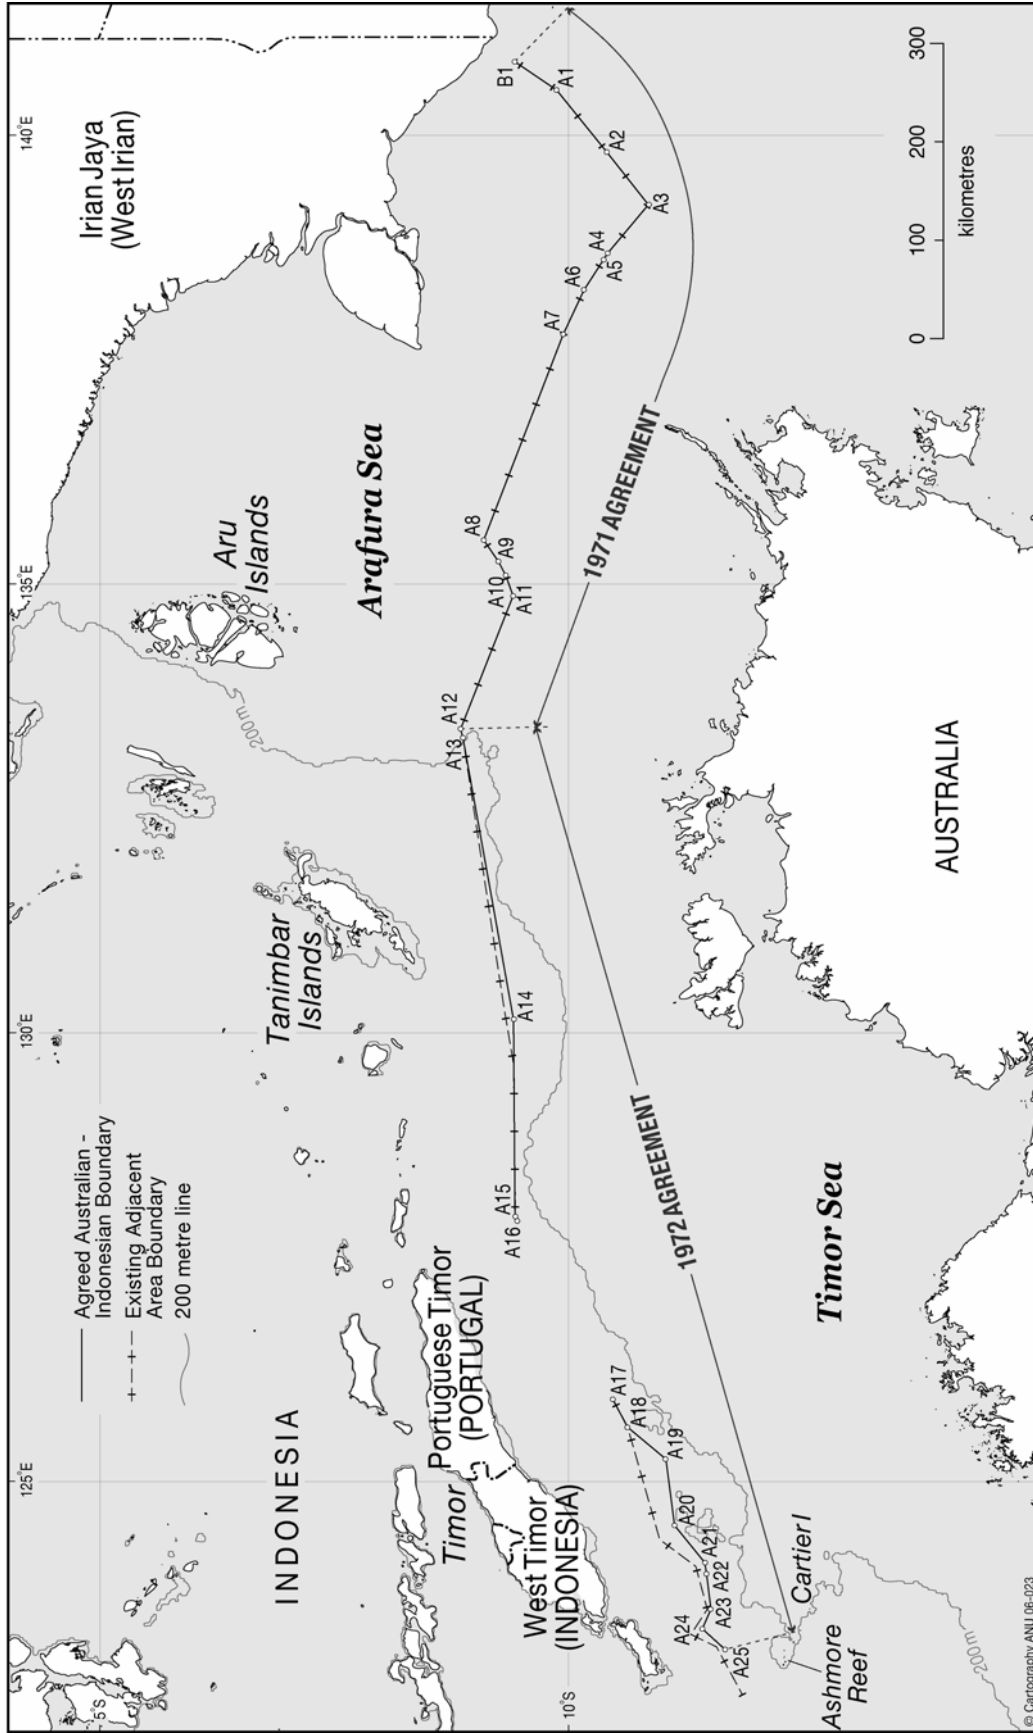 Agreed Australian -
Indonesian Boundary
Existing Adjacent
Area Boundary
200 metre line
125°E
130°E
135°E
140°E
5°S
10°S
INDONESIA
Irian Jaya
(West Irian)
Aru
Islands
Tanimbar
Islands
Arafura Sea
200m
Timor
Portuguese Timor
(PORTUGAL)
West Timor
(INDONESIA)
A25
A24
A23
A22
A21
A20
A19
A18
A17
A16
A15
A14
A13
A12
A11
A10
A9
A8
A7
A6
A5
A4
A3
A2
A1
B1
1972 AGREEMENT
1971 AGREEMENT
Timor Sea
Ashmore
Reef
Cartier I
200m
AUSTRALIA
0 100 200 300
kilometres
© Cartography ANU 06-023